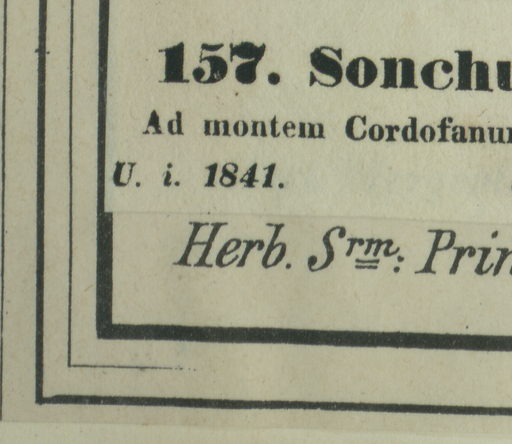 157. Sonchu
Ad montem Cordofanu
U. i. 1841.
Herb. Srm: Prin